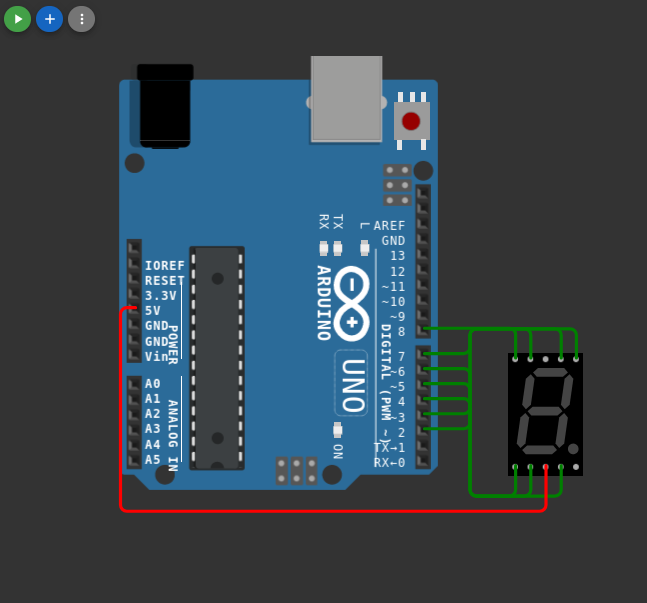 RX
TX
L
AREF
GND
13
12
~11
~10
~9
8
7
~6
~5
4
~3
2
TX→1
RX←0
DIGITAL (PWM ~)
ARDUINO
UNO
ON
IOREF
RESET
3.3V
5V
GND
GND
Vin
POWER
A0
A1
A2
A3
A4
A5
ANALOG IN